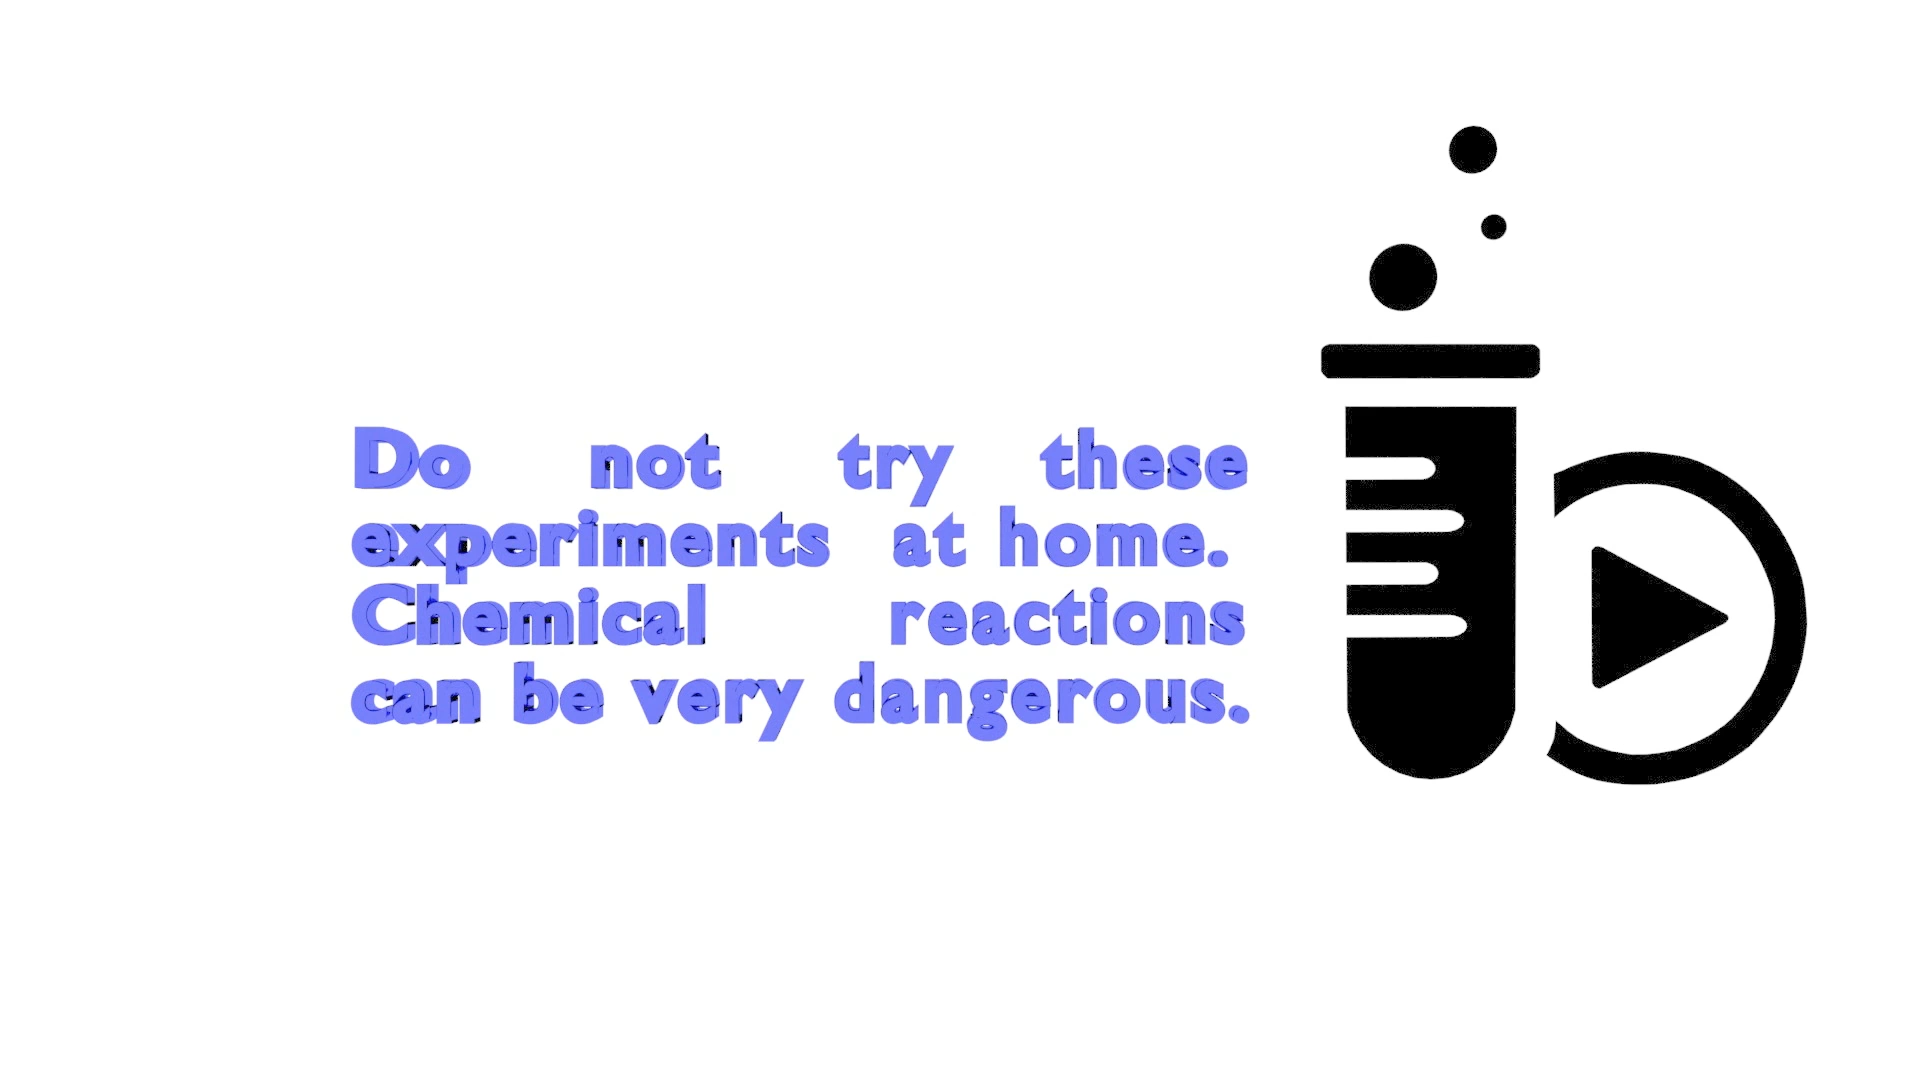 Do not try these
experiments at home.
Chemical reactions
can be very dangerous.